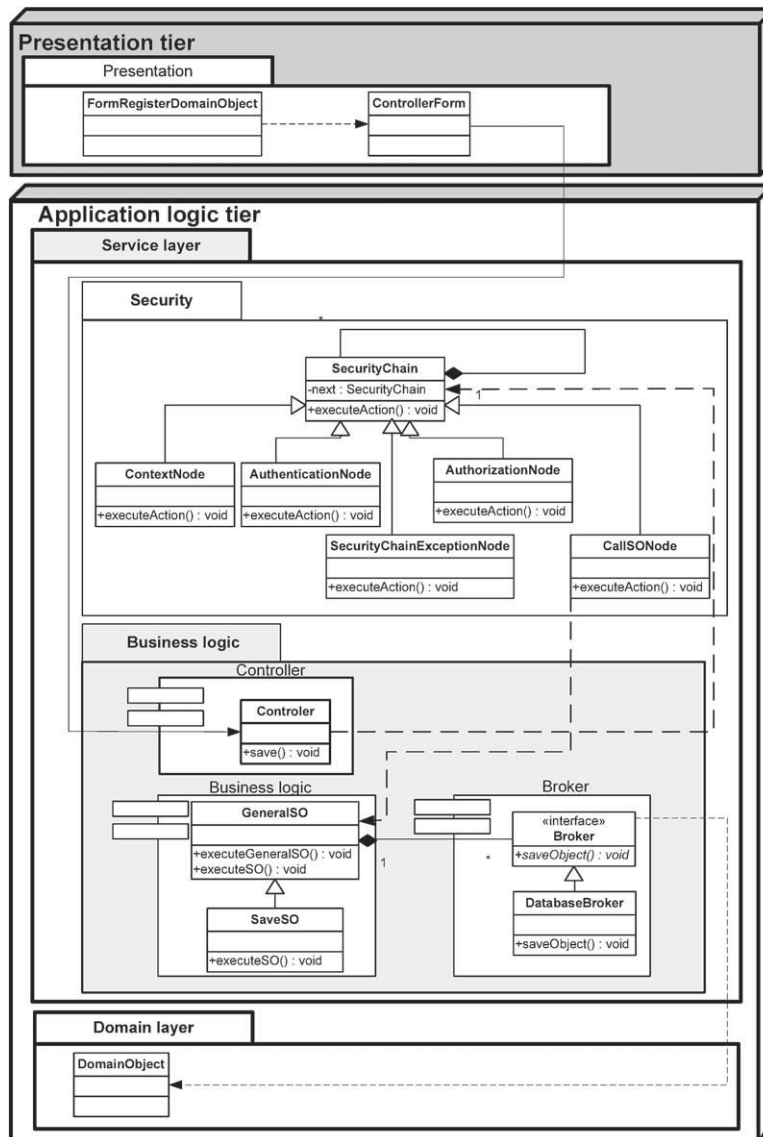 Presentation tier
Presentation
FormRegisterDomainObject
ControllerForm
Application logic tier
Service layer
Security
*
SecurityChain
-next : SecurityChain
+executeAction() : void
1
ContextNode
+executeAction() : void
AuthenticationNode
+executeAction() : void
AuthorizationNode
+executeAction() : void
SecurityChainExceptionNode
+executeAction() : void
CallSONode
+executeAction() : void
Business logic
Controller
Controler
+save() : void
Business logic
GeneralSO
+executeGeneralSO() : void
+executeSO() : void
1
*
SaveSO
+executeSO() : void
Broker
«interface»
Broker
+saveObject() : void
DatabaseBroker
+saveObject() : void
Domain layer
DomainObject